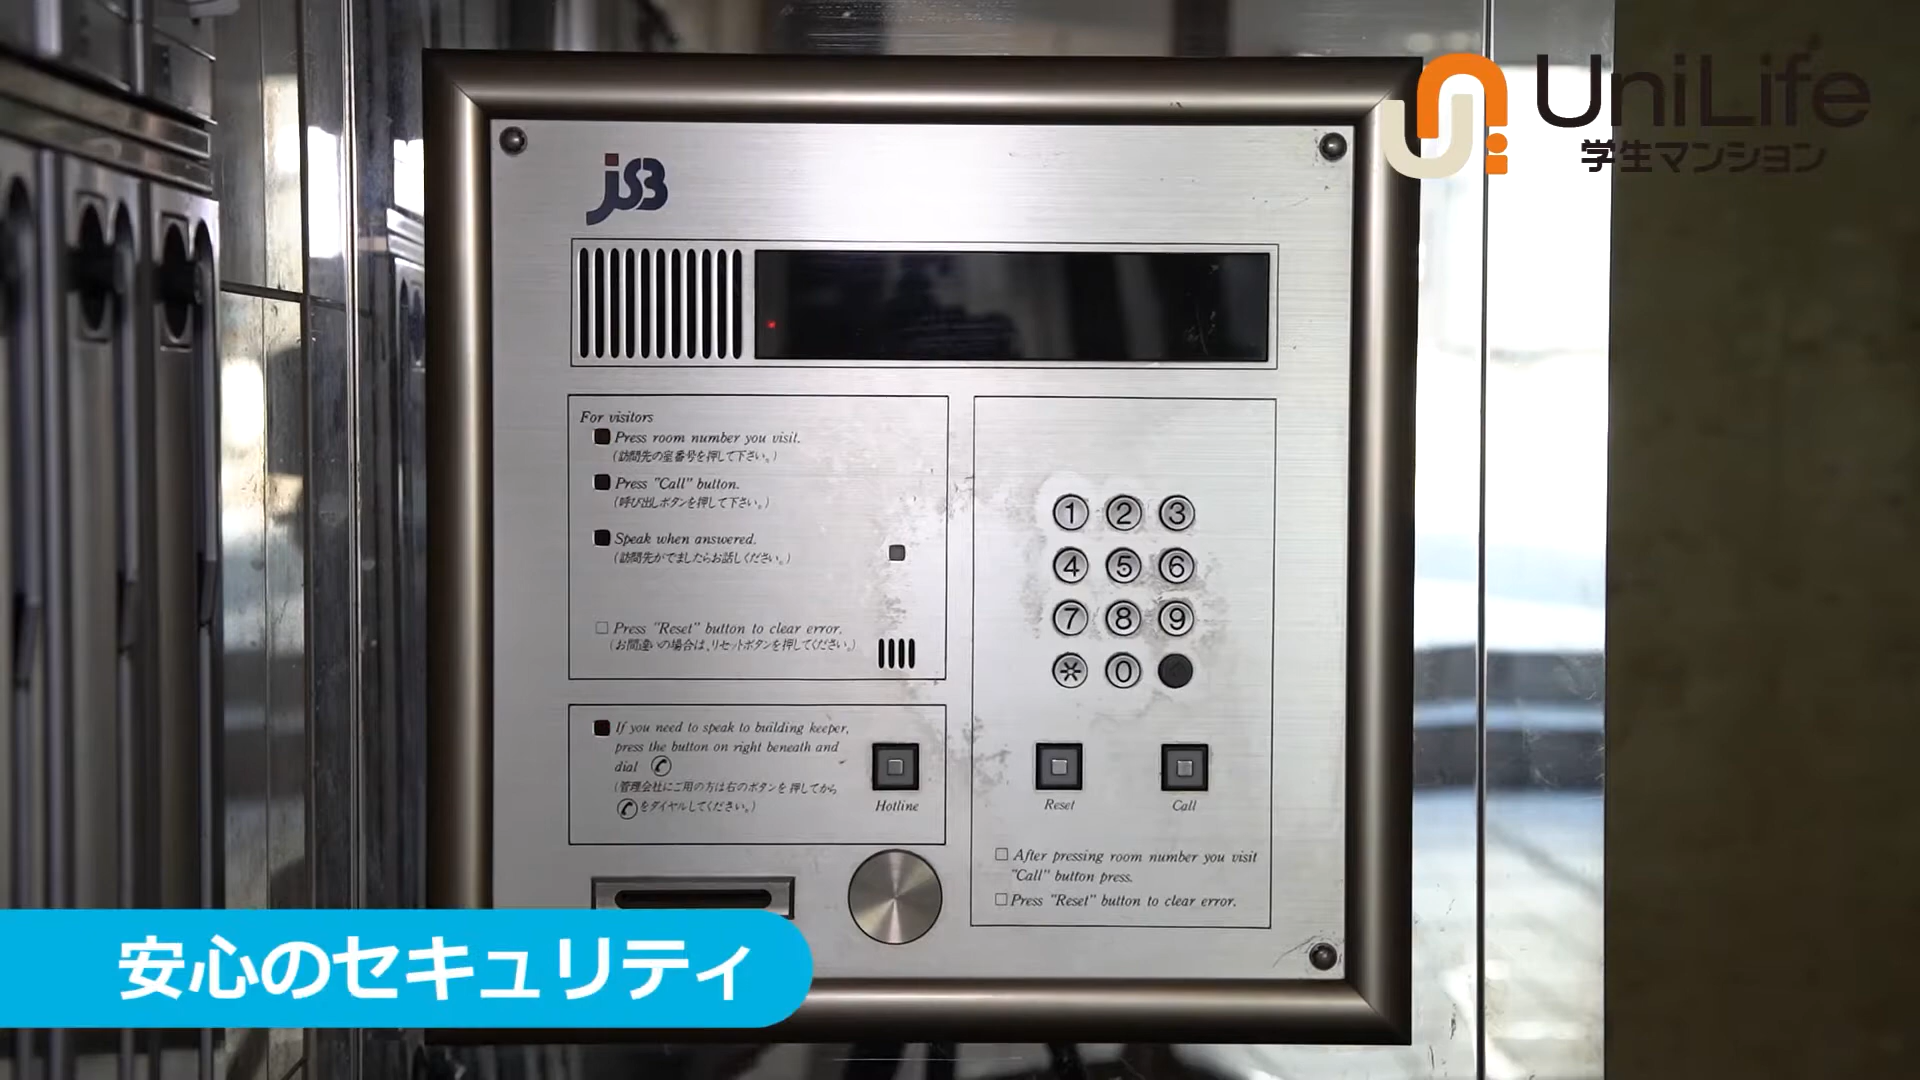 UniLife
学生マンション
jSB
For visitors
Press room number you visit.
(訪問先の室番号を押して下さい。)
Press "Call" button.
(呼び出しボタンを押して下さい。)
Speak when answered.
(訪問先がでましたらお話しください。)
Press "Reset" button to clear error.
(お間違いの場合は、リセットボタンを押してください。)
If you need to speak to building keeper,
press the button on right beneath and
dial
(管理会社にご用の方は右のボタンを押してから
をダイヤルしてください。)
Hotline
1 2 3
4 5 6
7 8 9
* 0
Reset Call
After pressing room number you visit
"Call" button press.
Press "Reset" button to clear error.
安心のセキュリティ